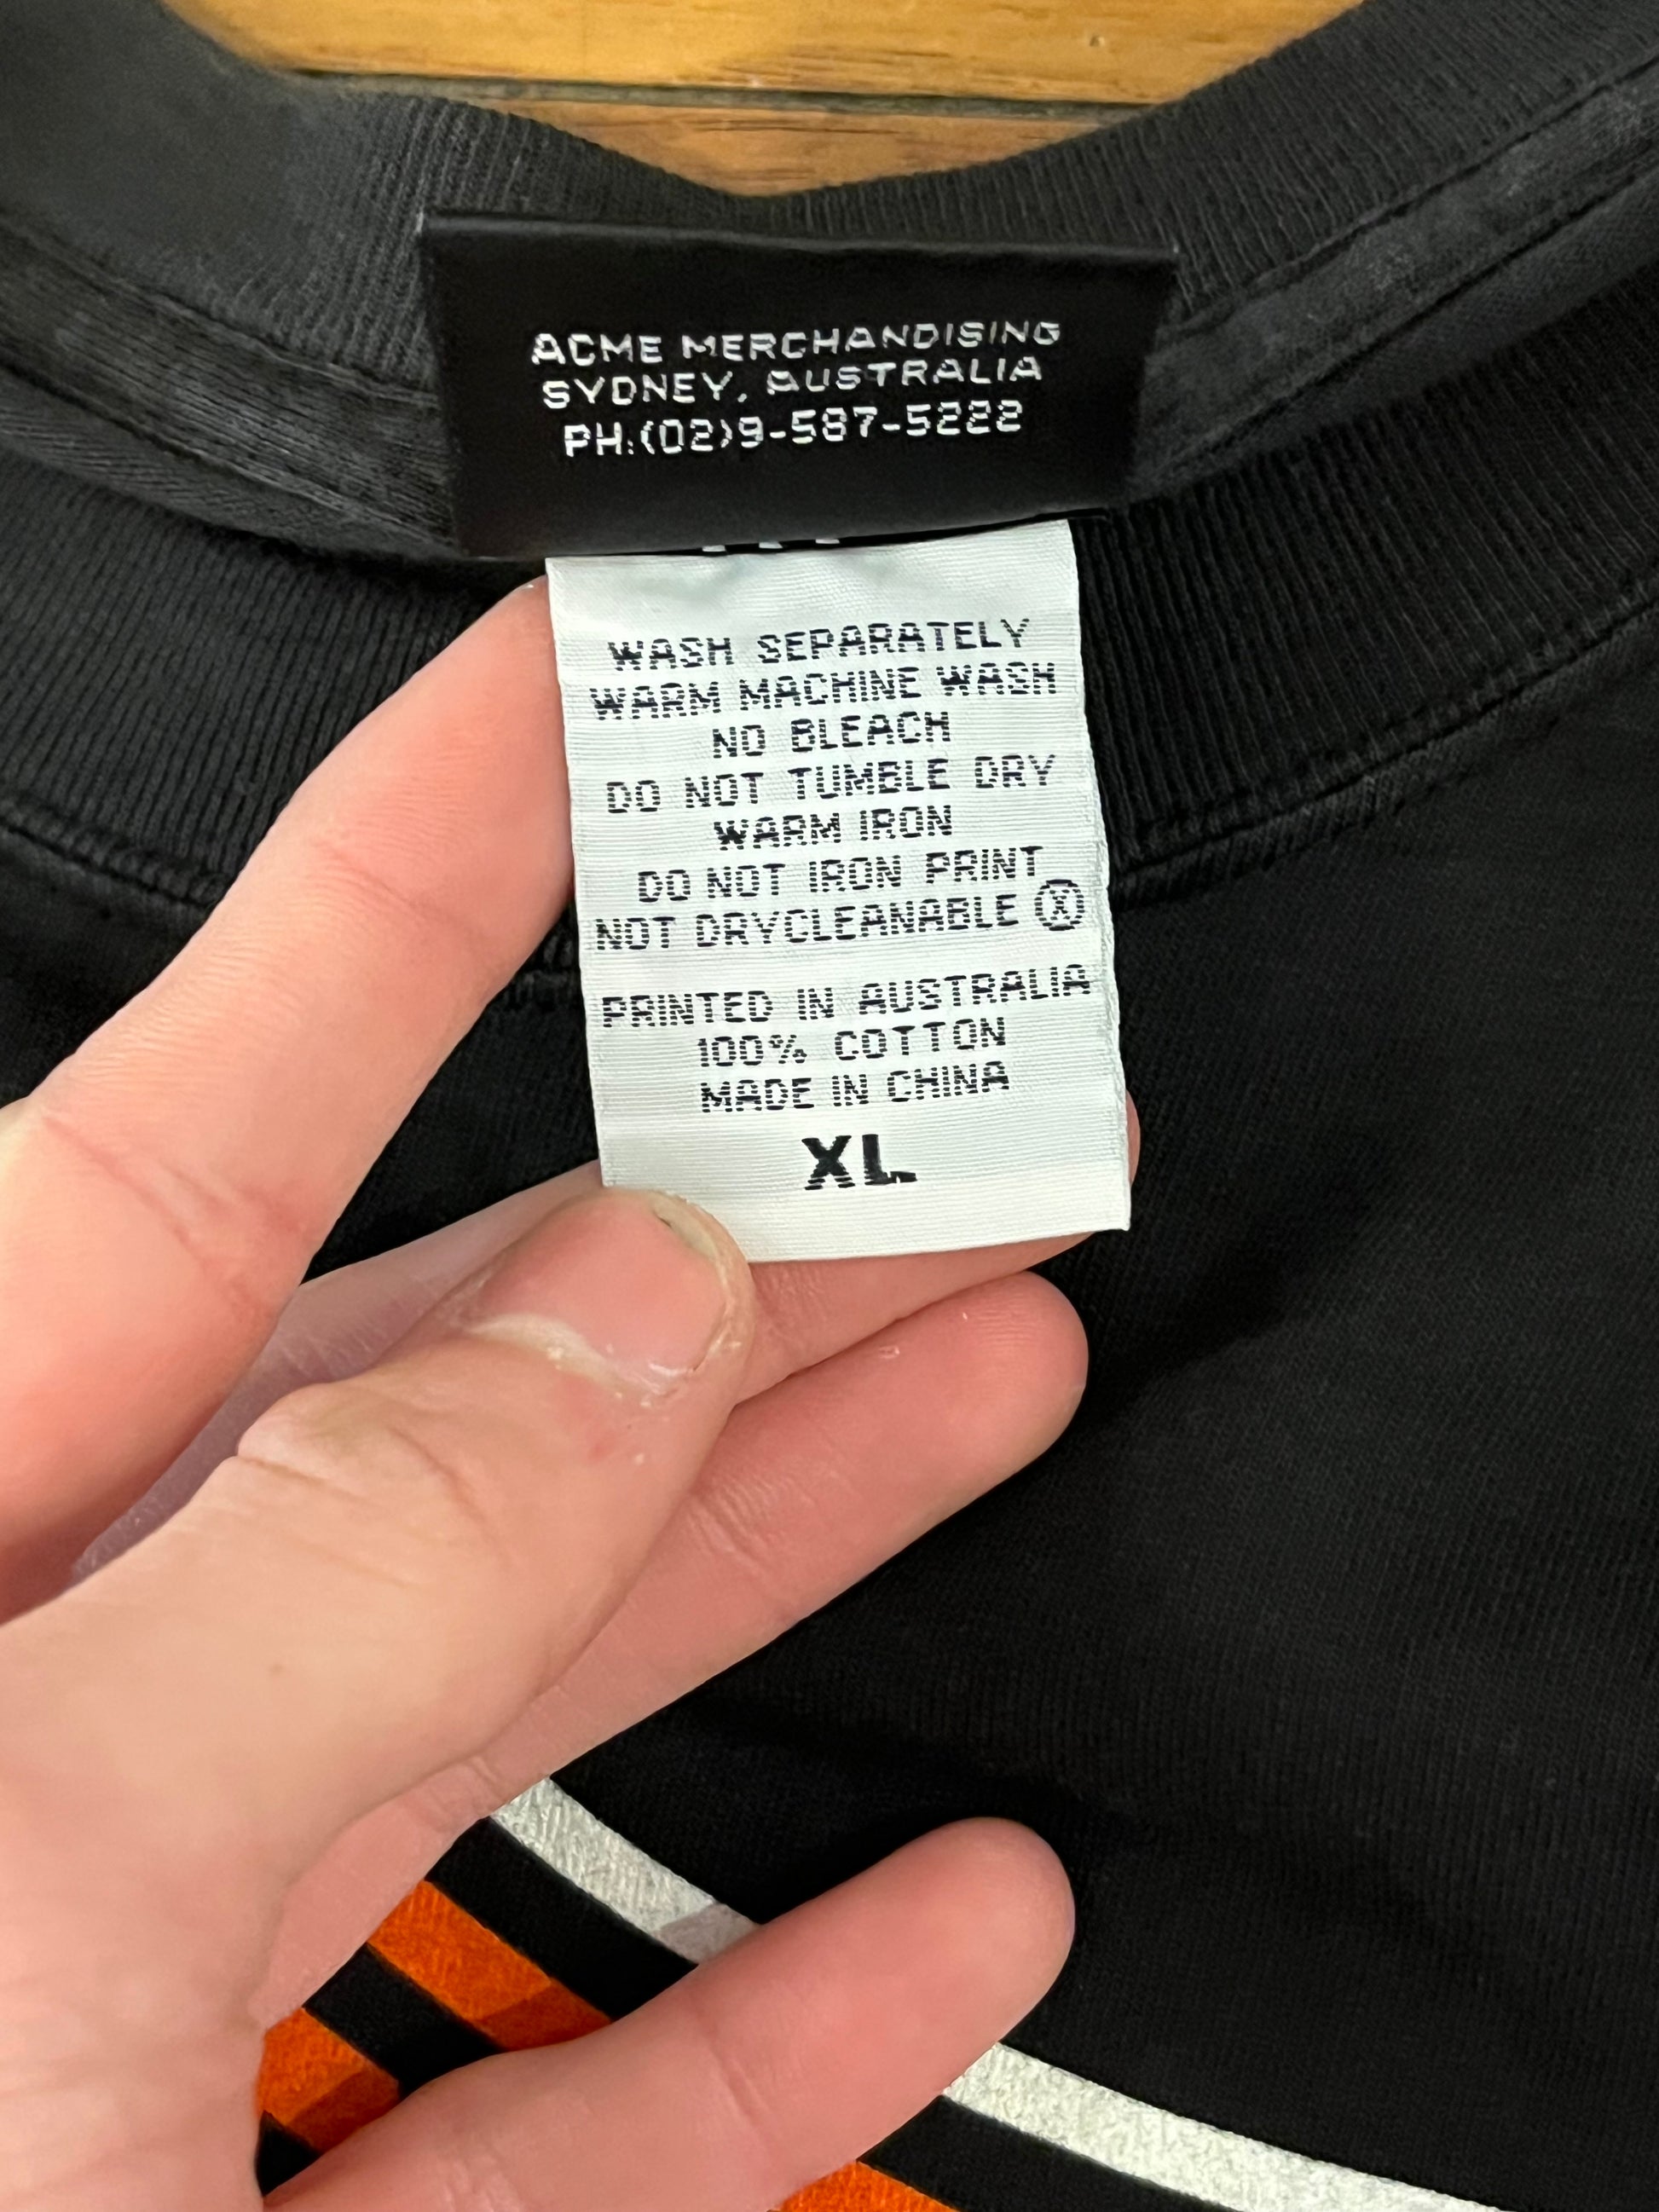 ACME MERCHANDISING
SYDNEY, AUSTRALIA
PH:(02)9-587-5222
WASH SEPARATELY
WARM MACHINE WASH
NO BLEACH
DO NOT TUMBLE DRY
WARM IRON
DO NOT IRON PRINT
NOT DRYCLEANABLE Ⓧ
PRINTED IN AUSTRALIA
100% COTTON
MADE IN CHINA
XL